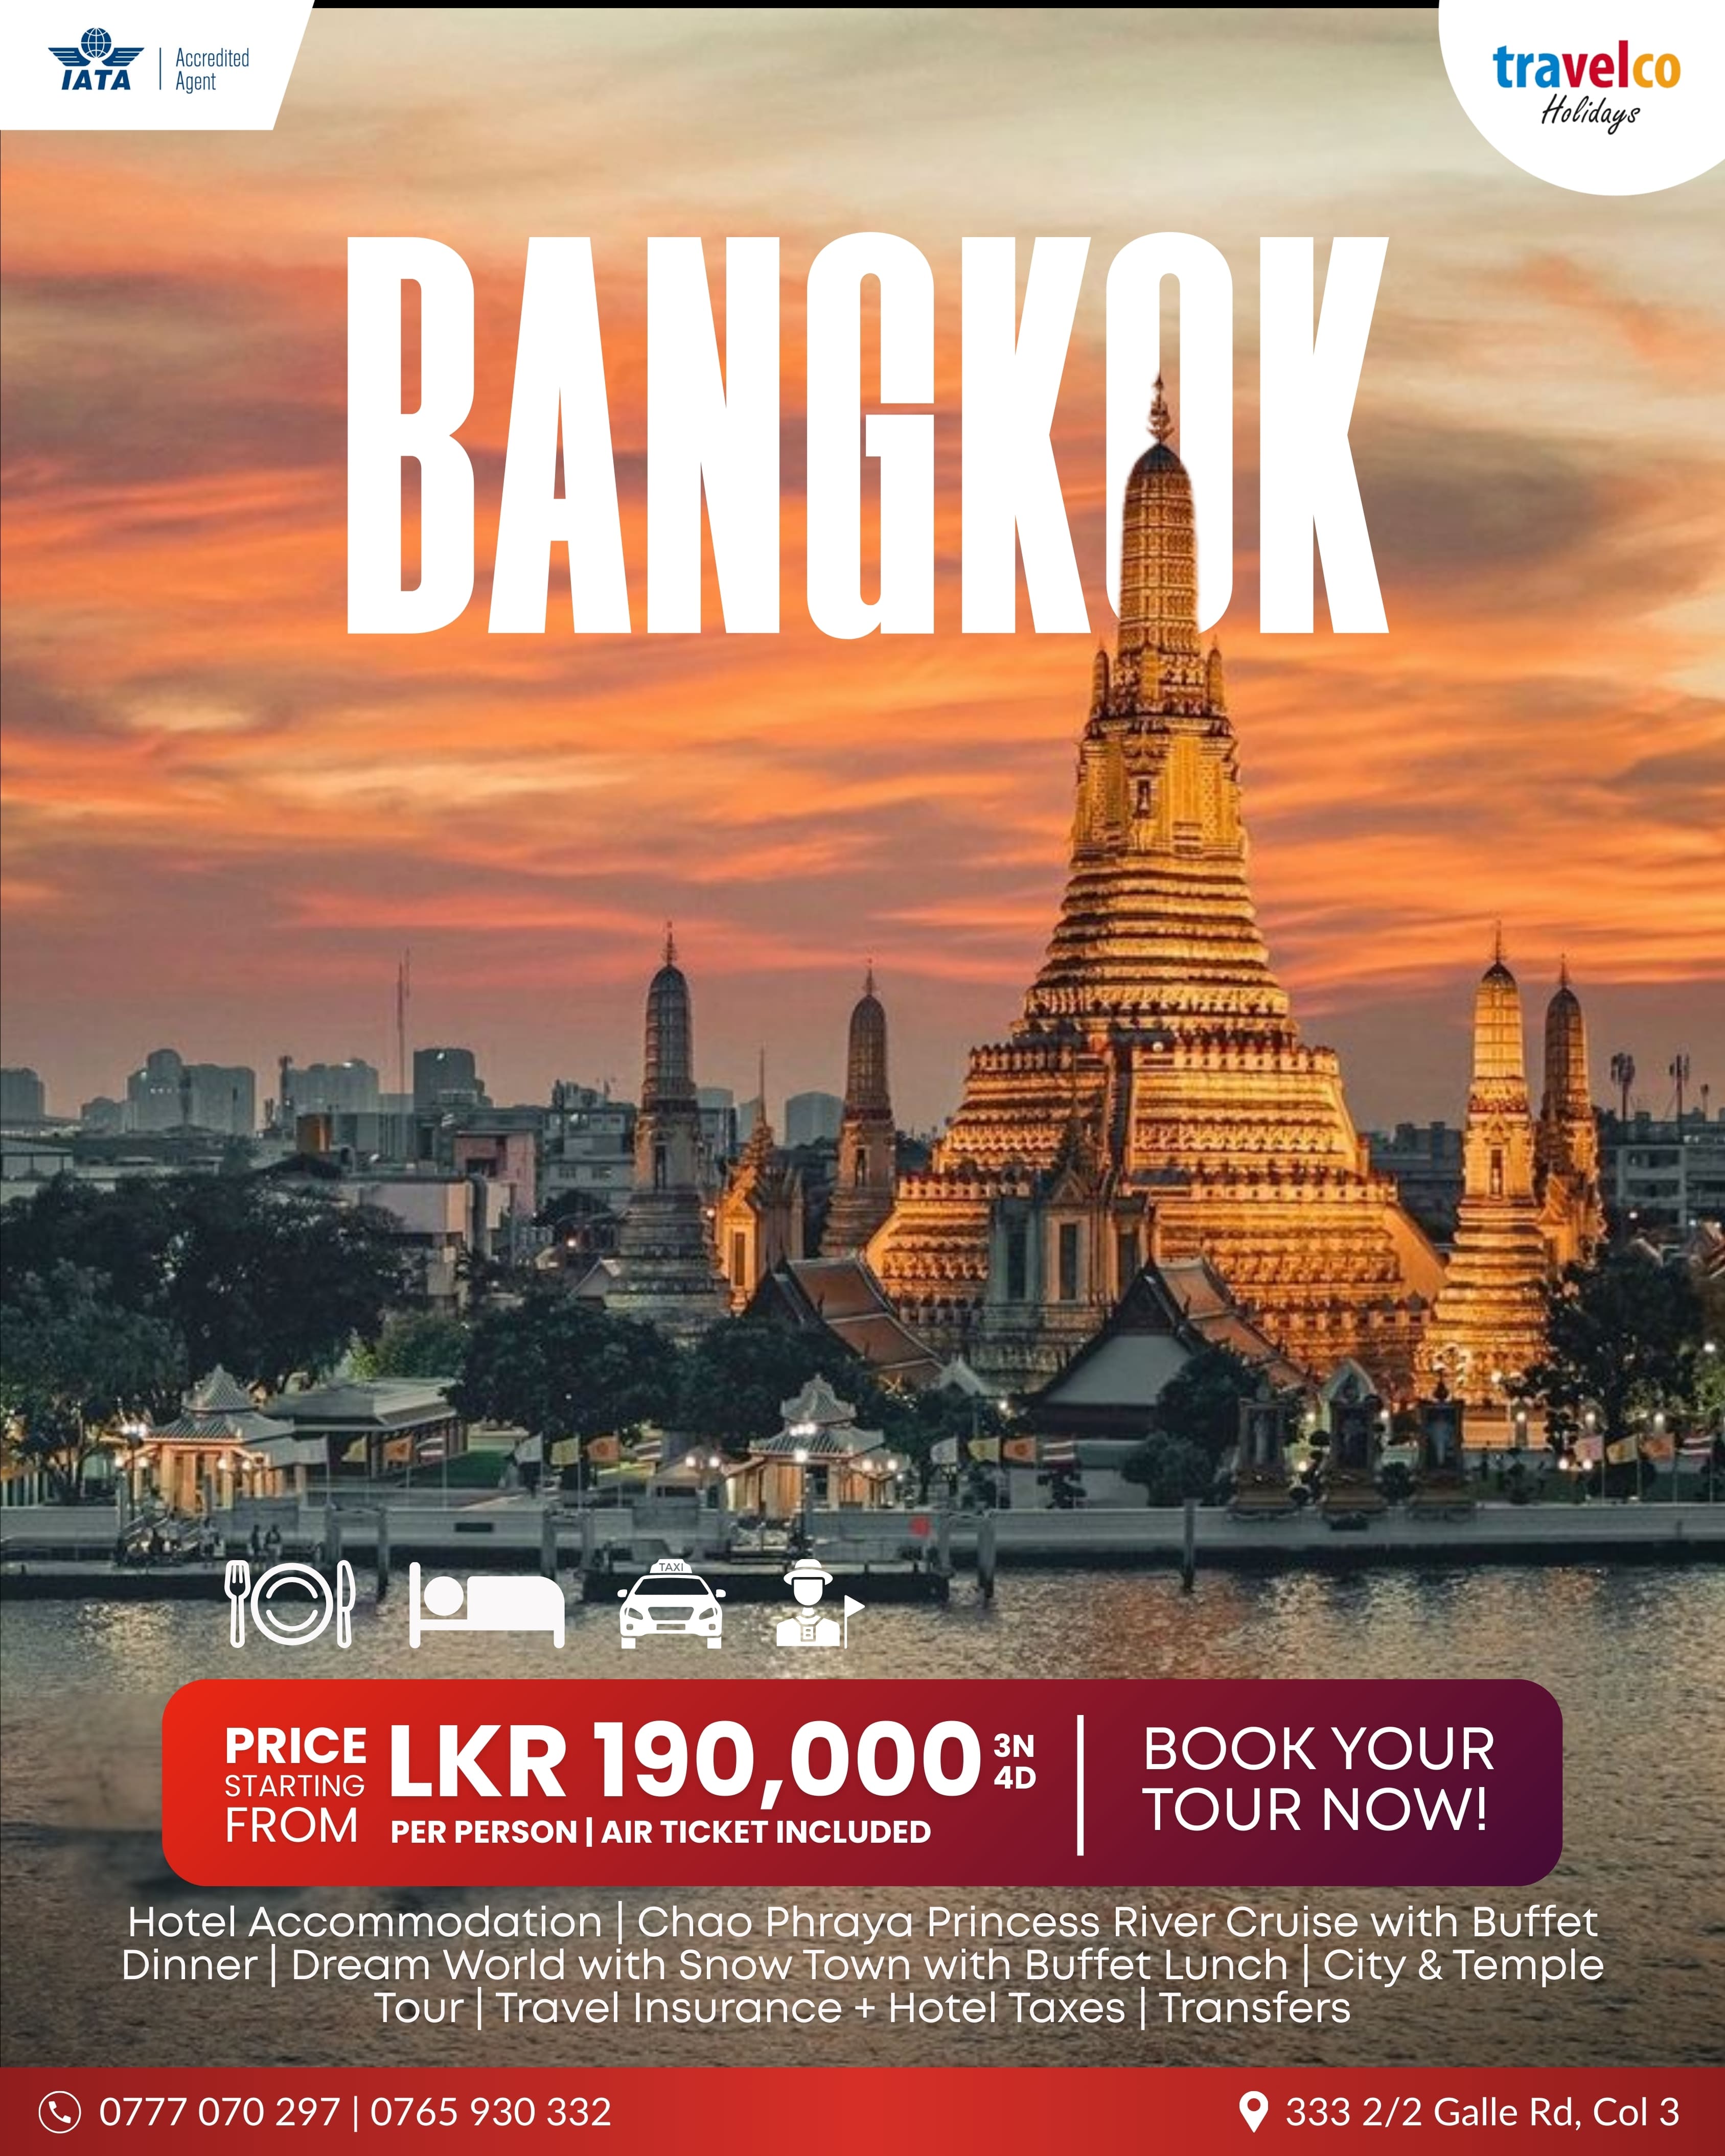 IATA
Accredited
Agent
travelco
Holidays
BANGKOK
TAXI
PRICE
STARTING
FROM
LKR 190,000
3N
4D
PER PERSON | AIR TICKET INCLUDED
BOOK YOUR
TOUR NOW!
Hotel Accommodation | Chao Phraya Princess River Cruise with Buffet
Dinner | Dream World with Snow Town with Buffet Lunch | City & Temple
Tour | Travel Insurance + Hotel Taxes | Transfers
0777 070 297 | 0765 930 332
333 2/2 Galle Rd, Col 3